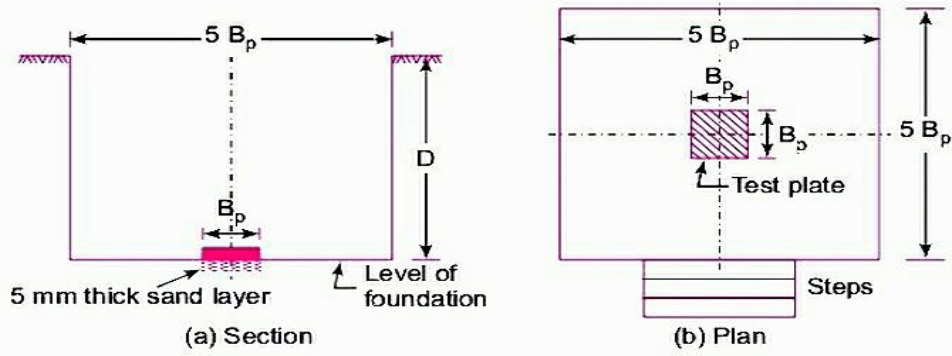 5 Bp
D
Bp
5 mm thick sand layer
Level of
foundation
(a) Section
5 Bp
Bp
Bp
5 Bp
Test plate
Steps
(b) Plan